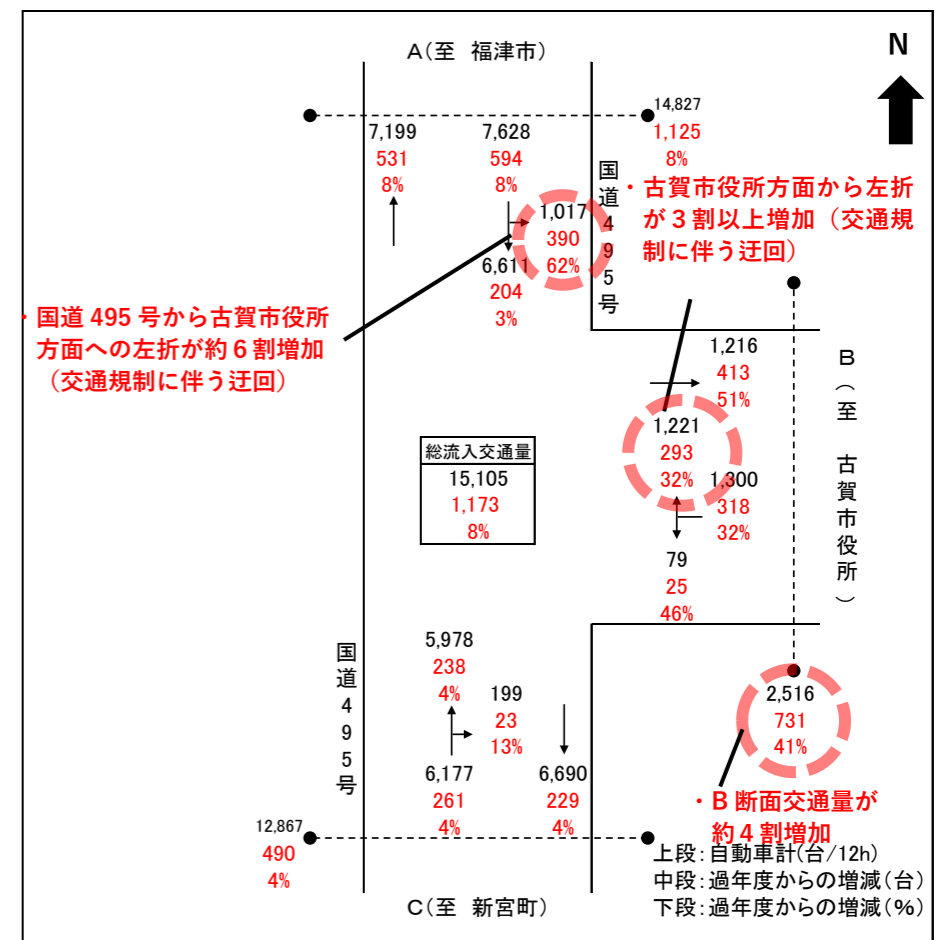 A(至 福津市)
N
14,827
1,125
8%
7,199
531
8%
7,628
594
8%
国道495号
・古賀市役所方面から左折
が3割以上増加(交通規
制に伴う迂回)
1,017
390
62%
6,611
204
3%
・国道 495 号から古賀市役所
方面への左折が約6割増加
(交通規制に伴う迂回)
1,216
413
51%
B(至 古賀市役所)
1,221
293
32%
1,300
318
32%
79
25
46%
総流入交通量
15,105
1,173
8%
国道495号
5,978
238
4%
199
23
13%
6,177
261
4%
6,690
229
4%
2,516
731
41%
・B 断面交通量が
約4割増加
12,867
490
4%
C(至 新宮町)
上段:自動車計(台/12h)
中段:過年度からの増減(台)
下段:過年度からの増減(%)